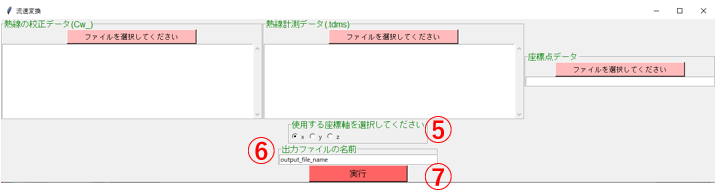 流速変換
熱線の校正データ(Cw_)
ファイルを選択してください
熱線計測データ(.tdms)
ファイルを選択してください
座標点データ
ファイルを選択してください
使用する座標軸を選択してください
x y z
⑤
⑥
出力ファイルの名前
output_file_name
実行
⑦